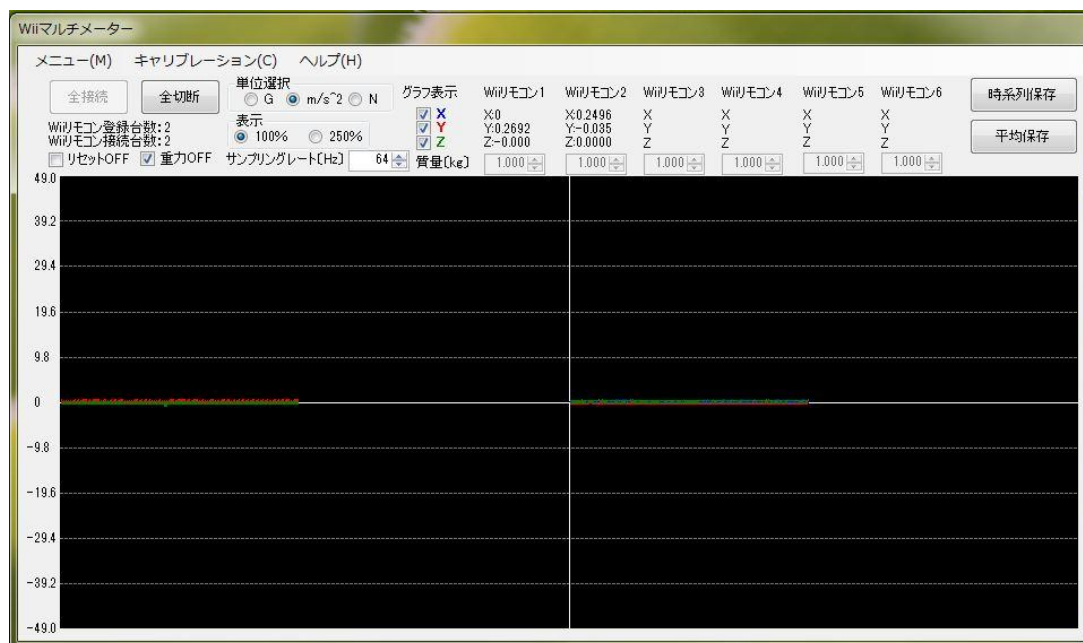 Wiiマルチメーター
メニュー(M) キャリブレーション(C) ヘルプ(H)
全接続 全切断
単位選択
G m/s^2 N
表示
100% 250%
Wiiリモコン登録台数:2
Wiiリモコン接続台数:2
リセットOFF 重力OFF サンプリングレート[Hz] 64
グラフ表示
X
Y
Z
質量[kg]
Wiiリモコン1
X:0
Y:0.2692
Z:-0.000
1.000
Wiiリモコン2
X:0.2496
Y:-0.035
Z:0.0000
1.000
Wiiリモコン3
X
Y
Z
1.000
Wiiリモコン4
X
Y
Z
1.000
Wiiリモコン5
X
Y
Z
1.000
Wiiリモコン6
X
Y
Z
1.000
時系列保存
平均保存
49.0
39.2
29.4
19.6
9.8
0
-9.8
-19.6
-29.4
-39.2
-49.0